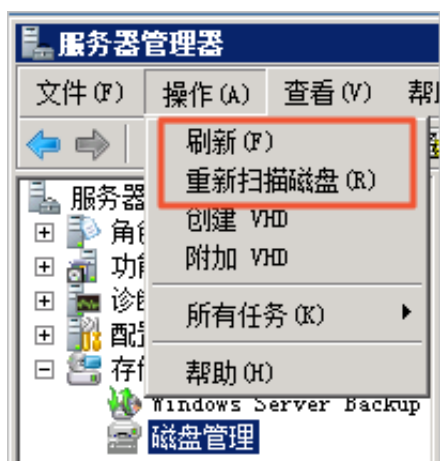 服务器管理器
文件(F) 操作(A) 查看(V) 帮
刷新(F)
重新扫描磁盘(R)
创建 VHD
附加 VHD
所有任务(K)
帮助(H)
服务器
角
功
诊
配
存
Windows Server Backup
磁盘管理